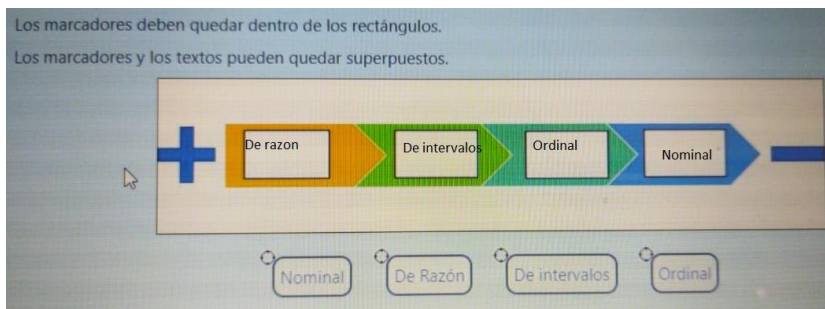 Los marcadores deben quedar dentro de los rectángulos.
Los marcadores y los textos pueden quedar superpuestos.
De razon
De intervalos
Ordinal
Nominal
Nominal
De Razón
De intervalos
Ordinal